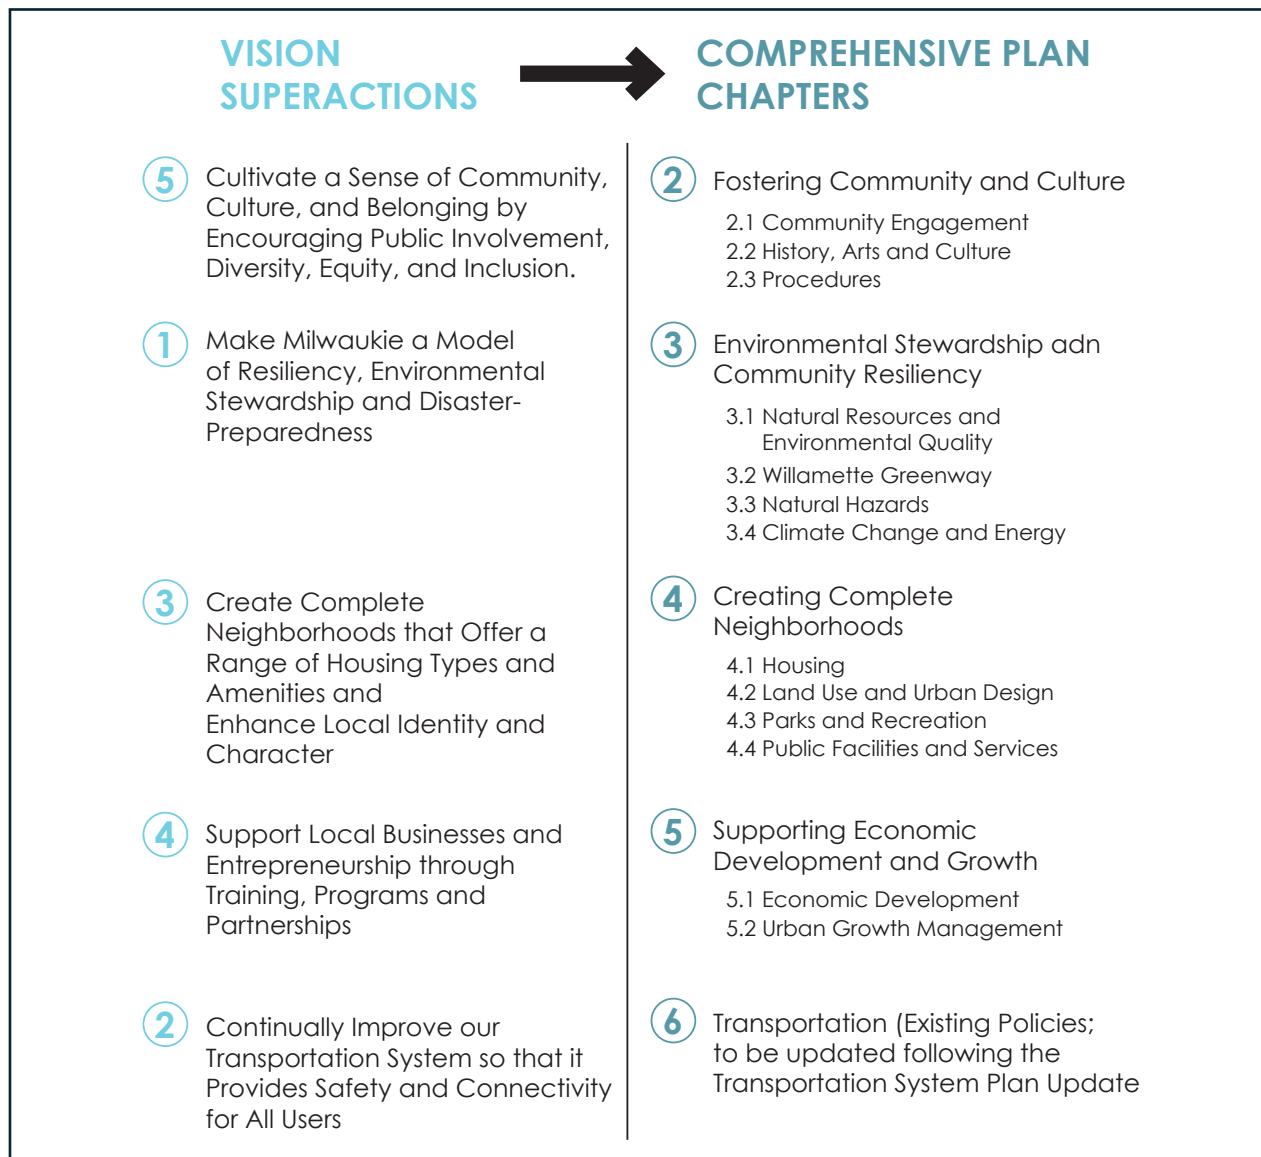 VISION
SUPERACTIONS
COMPREHENSIVE PLAN
CHAPTERS
5
Cultivate a Sense of Community,
Culture, and Belonging by
Encouraging Public Involvement,
Diversity, Equity, and Inclusion.
2
Fostering Community and Culture
2.1 Community Engagement
2.2 History, Arts and Culture
2.3 Procedures
1
Make Milwaukie a Model
of Resiliency, Environmental
Stewardship and Disaster-
Preparedness
3
Environmental Stewardship adn
Community Resiliency
3.1 Natural Resources and
Environmental Quality
3.2 Willamette Greenway
3.3 Natural Hazards
3.4 Climate Change and Energy
3
Create Complete
Neighborhoods that Offer a
Range of Housing Types and
Amenities and
Enhance Local Identity and
Character
4
Creating Complete
Neighborhoods
4.1 Housing
4.2 Land Use and Urban Design
4.3 Parks and Recreation
4.4 Public Facilities and Services
4
Support Local Businesses and
Entrepreneurship through
Training, Programs and
Partnerships
5
Supporting Economic
Development and Growth
5.1 Economic Development
5.2 Urban Growth Management
2
Continually Improve our
Transportation System so that it
Provides Safety and Connectivity
for All Users
6
Transportation (Existing Policies;
to be updated following the
Transportation System Plan Update